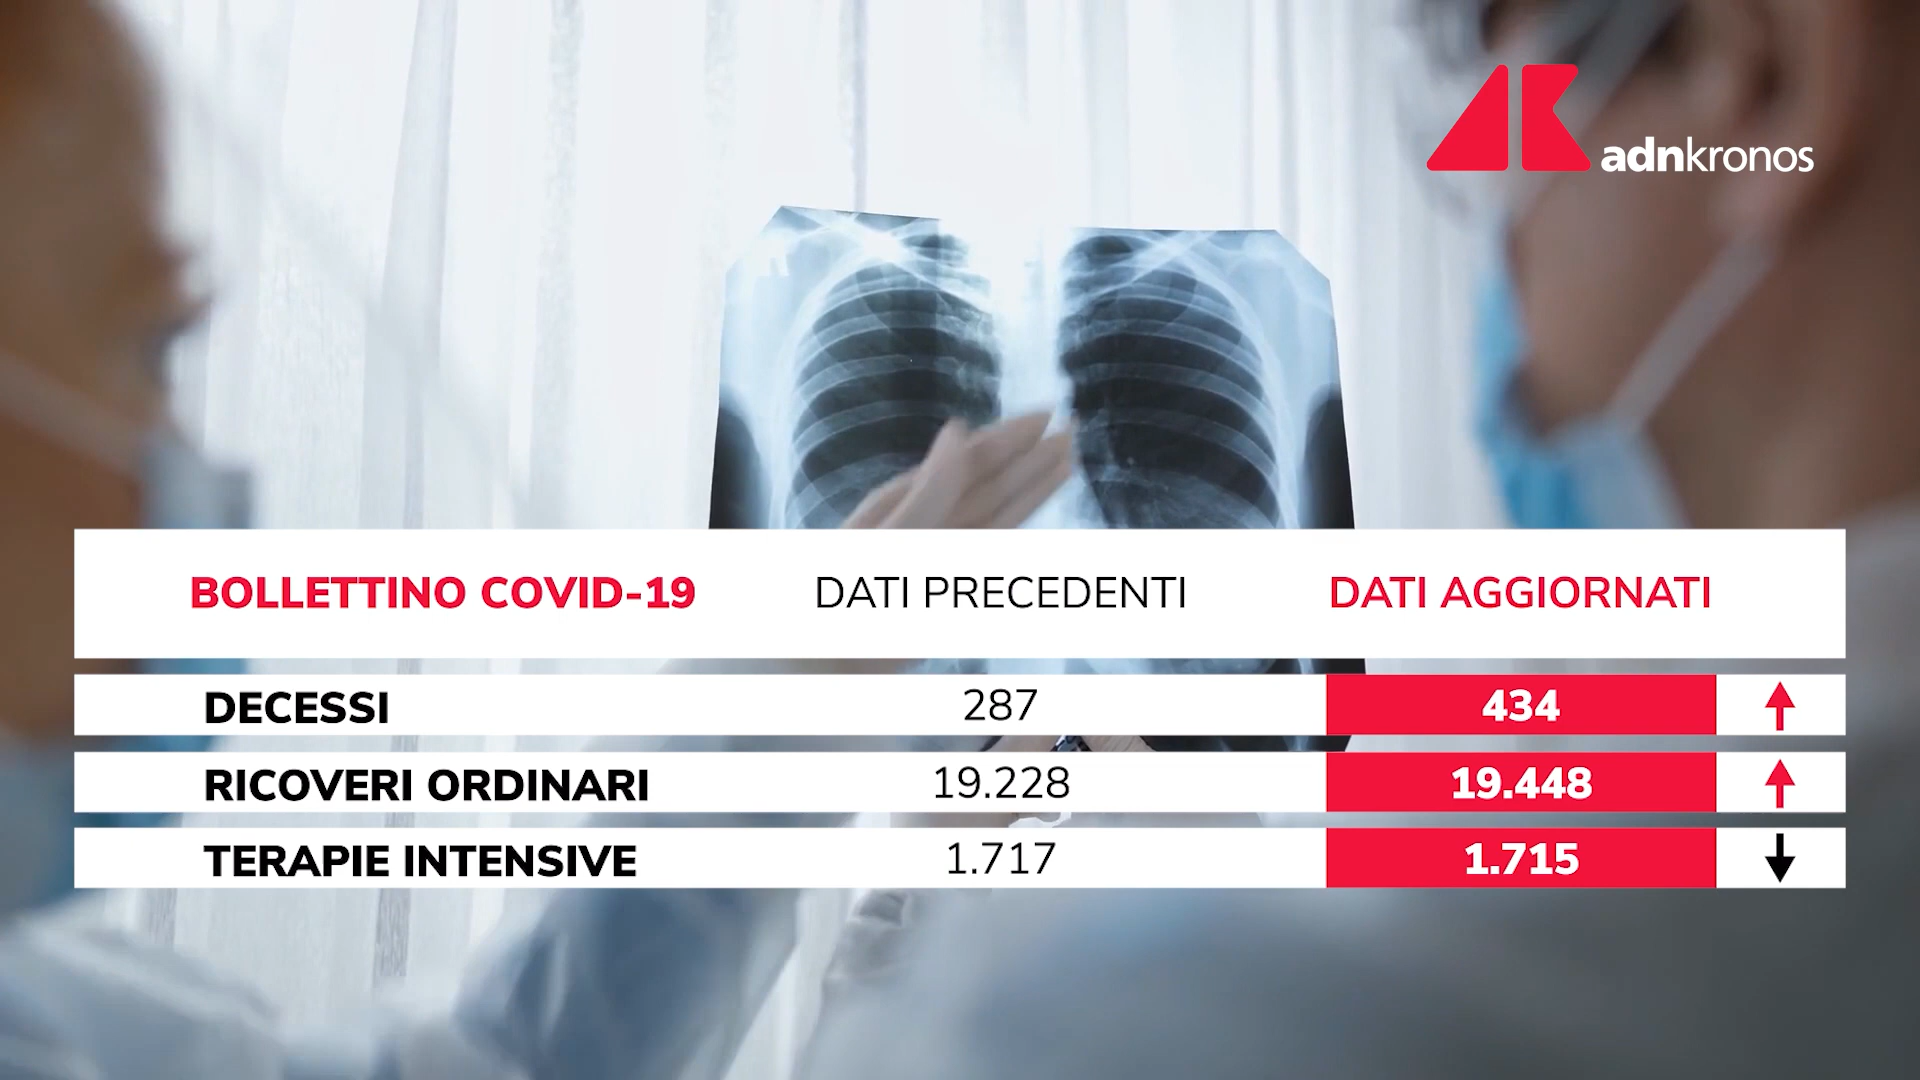 adnkronos
BOLLETTINO COVID-19 DATI PRECEDENTI DATI AGGIORNATI
DECESSI 287 434
RICOVERI ORDINARI 19.228 19.448
TERAPIE INTENSIVE 1.717 1.715